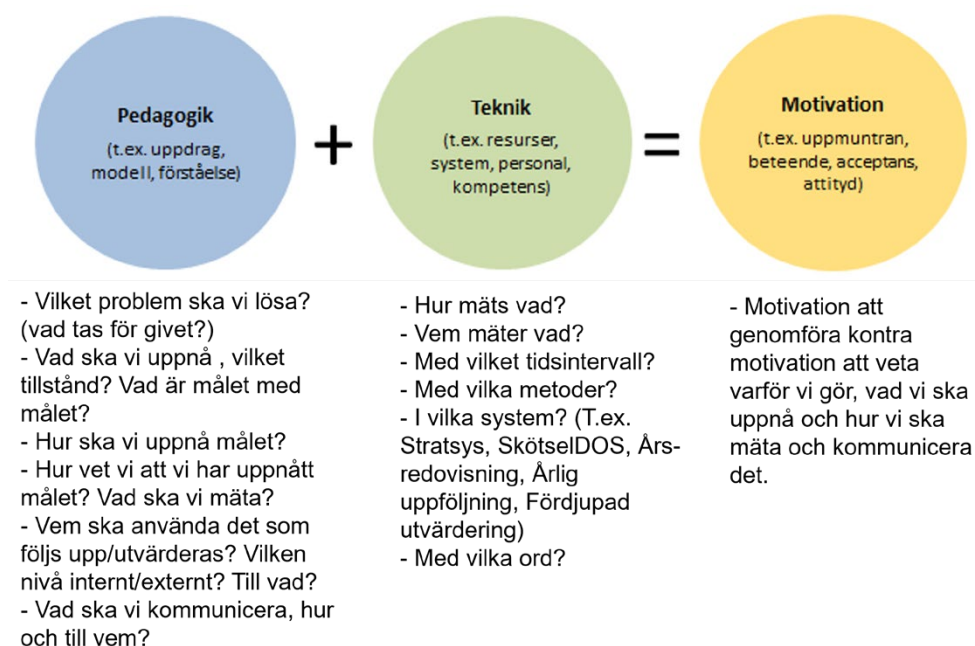 Pedagogik
(t.ex. uppdrag,
modell, förståelse)
+
Teknik
(t.ex. resurser,
system, personal,
kompetens)
=
Motivation
(t.ex. uppmuntran,
beteende, acceptans,
attityd)
- Vilket problem ska vi lösa?
(vad tas för givet?)
- Vad ska vi uppnå , vilket
tillstånd? Vad är målet med
målet?
- Hur ska vi uppnå målet?
- Hur vet vi att vi har uppnått
målet? Vad ska vi mäta?
- Vem ska använda det som
följs upp/utvärderas? Vilken
nivå internt/externt? Till vad?
- Vad ska vi kommunicera, hur
och till vem?
- Hur mäts vad?
- Vem mäter vad?
- Med vilket tidsintervall?
- Med vilka metoder?
- I vilka system? (T.ex.
Stratsys, SkötselDOS, Års-
redovisning, Årlig
uppföljning, Fördjupad
utvärdering)
- Med vilka ord?
- Motivation att
genomföra kontra
motivation att veta
varför vi gör, vad vi ska
uppnå och hur vi ska
mäta och kommunicera
det.